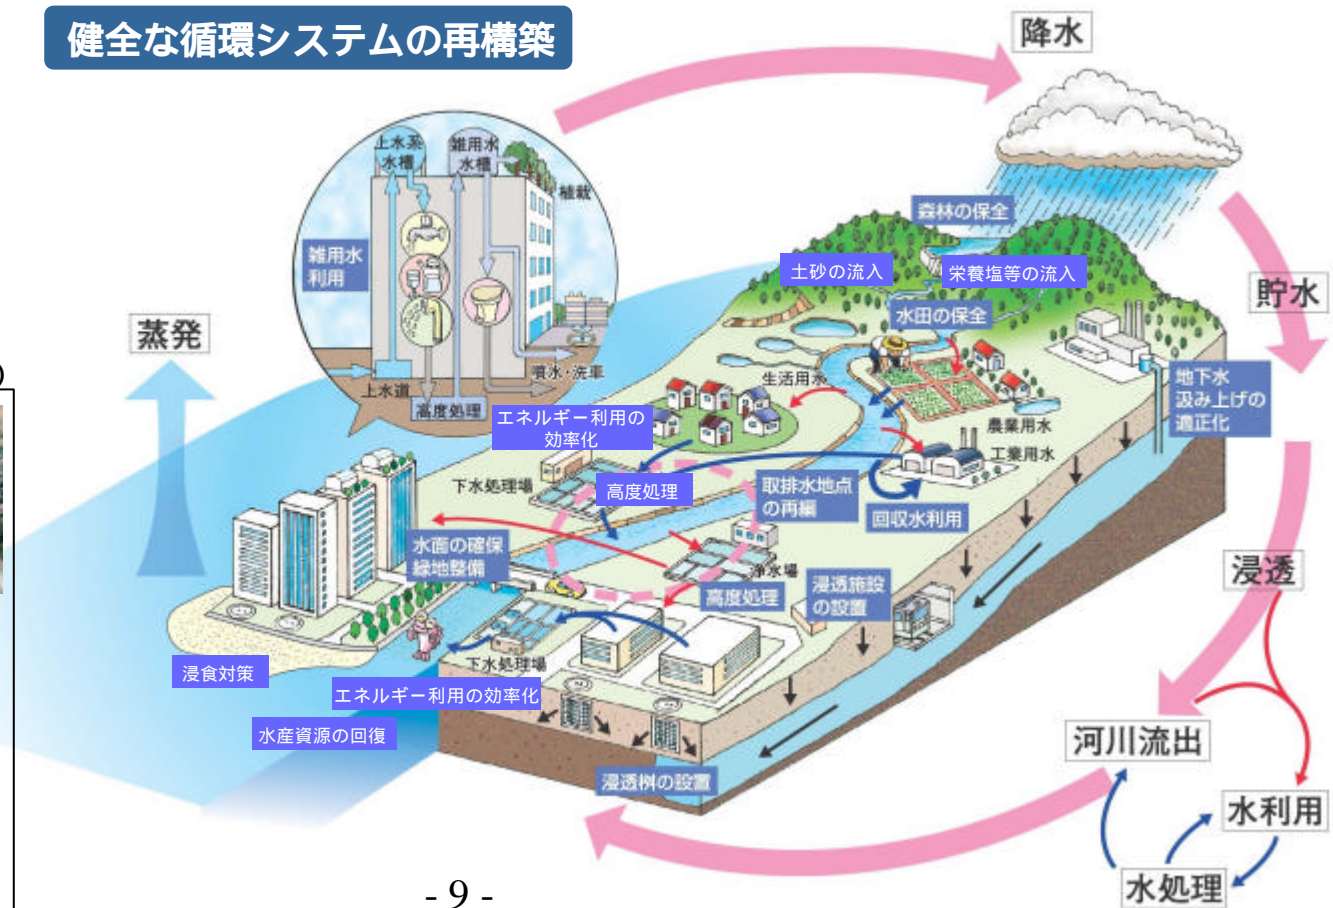 健全な循環システムの再構築
降水
上水系
水槽
雑用水
水槽
植栽
雑用水
利用
噴水・洗車
上水道
高度処理
森林の保全
土砂の流入
栄養塩等の流入
貯水
蒸発
水田の保全
生活用水
地下水
汲み上げの
適正化
農業用水
工業用水
エネルギー利用の
効率化
下水処理場
高度処理
取排水地点
の再編
回収水利用
水面の確保
緑地整備
浄水場
高度処理
浸透施設
の設置
浸透
浸食対策
下水処理場
エネルギー利用の効率化
水産資源の回復
浸透桝の設置
河川流出
水利用
水処理
- 9 -